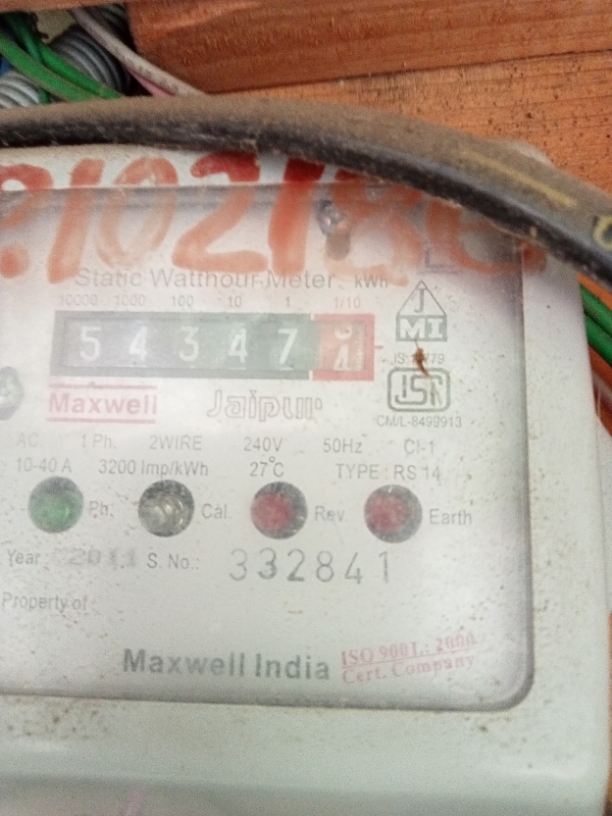 Static Watthour Meter kWh
10000 1000 100 10 1 1/10
5 4 3 4 7 4
J
MI
ISI
CM/L-8499913
Maxwell Jaipur
AC. 1 Ph. 2WIRE 240V 50Hz Cl-1
10-40 A 3200 Imp/kWh 27°C TYPE: RS 14
Ph. Cal. Rev. Earth
Year: S. No.: 332841
Property of
Maxwell India
ISO 9001: 2000
Cert. Company